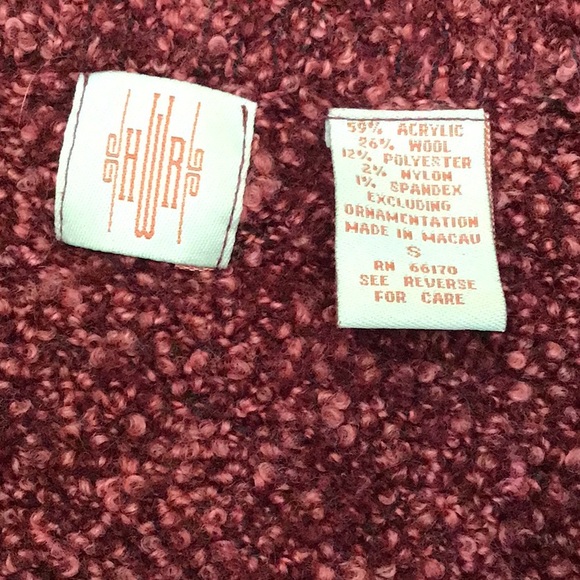 HWR
59% ACRYLIC
26% WOOL
12% POLYESTER
2% NYLON
1% SPANDEX
EXCLUDING
ORNAMENTATION
MADE IN MACAU
S
RN 66170
SEE REVERSE
FOR CARE